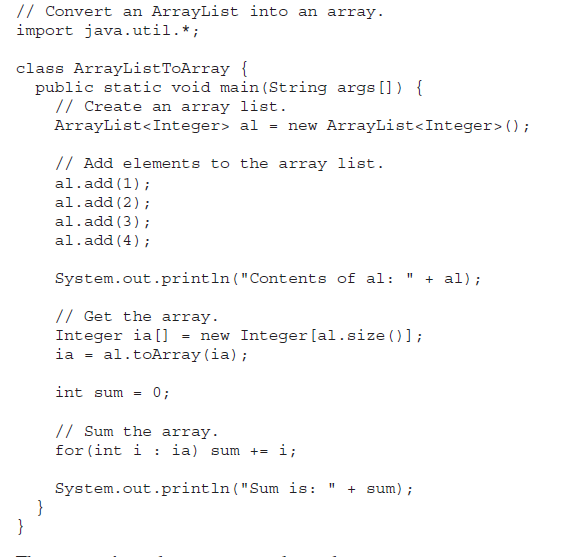 // Convert an ArrayList into an array.
import java.util.*;

class ArrayListToArray {
  public static void main(String args[]) {
    // Create an array list.
    ArrayList<Integer> al = new ArrayList<Integer>();

    // Add elements to the array list.
    al.add(1);
    al.add(2);
    al.add(3);
    al.add(4);

    System.out.println("Contents of al: " + al);

    // Get the array.
    Integer ia[] = new Integer[al.size()];
    ia = al.toArray(ia);

    int sum = 0;

    // Sum the array.
    for(int i : ia) sum += i;

    System.out.println("Sum is: " + sum);
  }
}